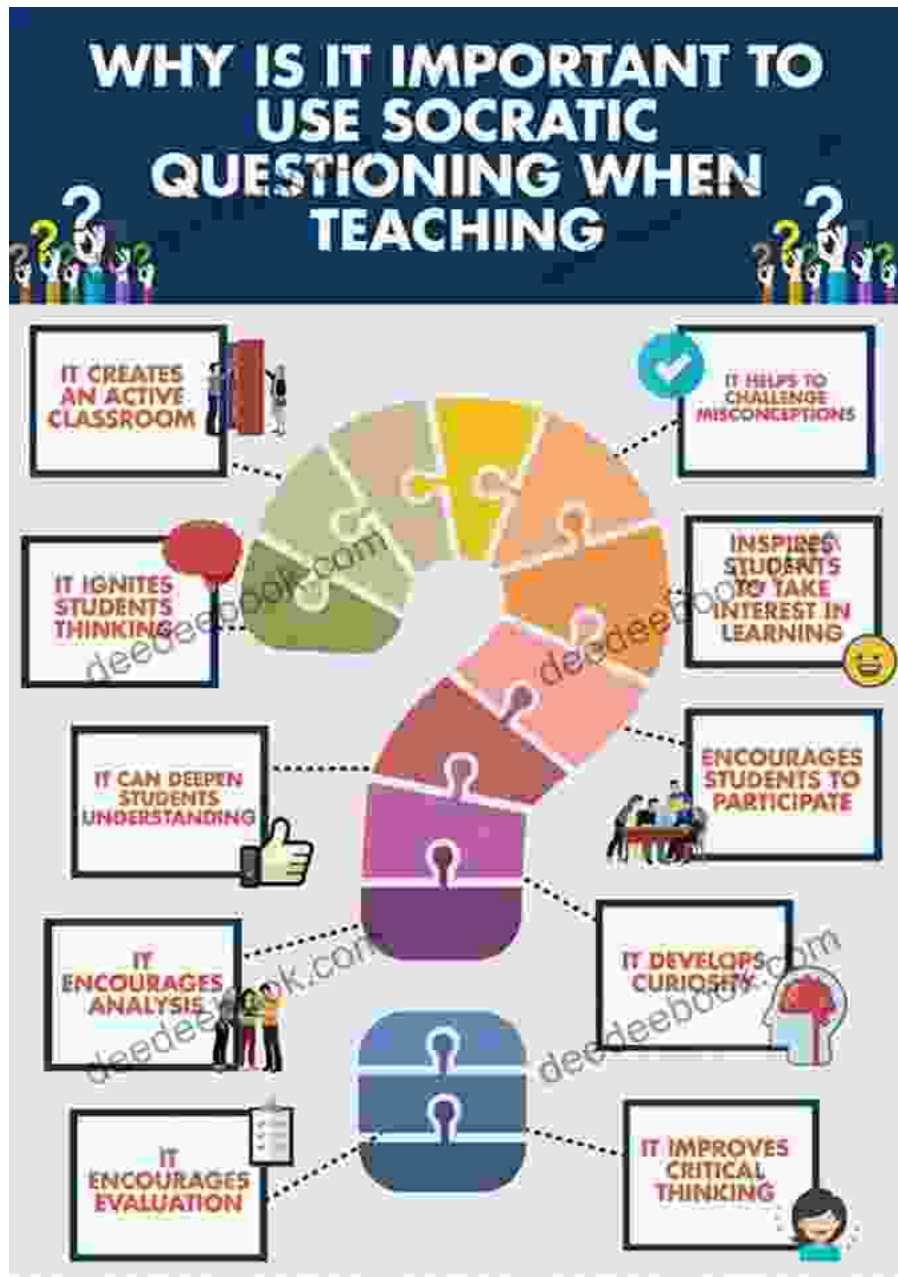 WHY IS IT IMPORTANT TO
USE SOCRATIC
QUESTIONING WHEN
TEACHING
IT CREATES
AN ACTIVE
CLASSROOM
IT HELPS TO
CHALLENGE
MISCONCEPTIONS
IT IGNITES
STUDENTS
THINKING
INSPIRES
STUDENTS
TO TAKE
INTEREST IN
LEARNING
IT CAN DEEPEN
STUDENTS
UNDERSTANDING
ENCOURAGES
STUDENTS TO
PARTICIPATE
IT
ENCOURAGES
ANALYSIS
IT DEVELOPS
CURIOSITY
IT
ENCOURAGES
EVALUATION
IT IMPROVES
CRITICAL
THINKING
deedeebook.com
deedeebook.com
deedeebook.com
deedeebook.com